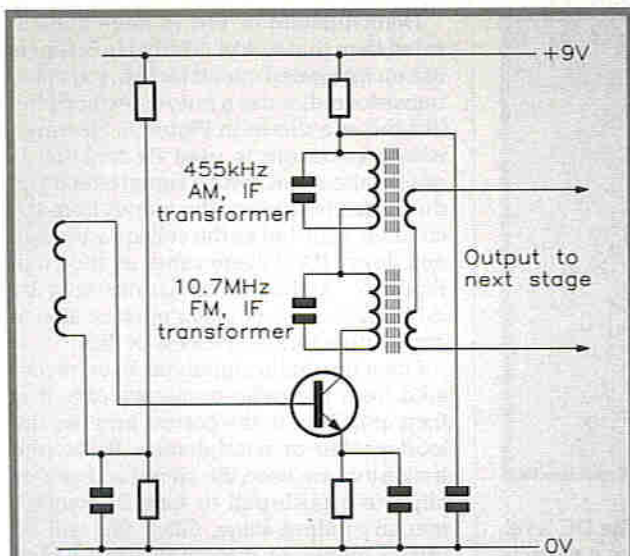 +9V
455kHz
AM, IF
transformer
Output to
next stage
10.7MHz
FM, IF
transformer
0V